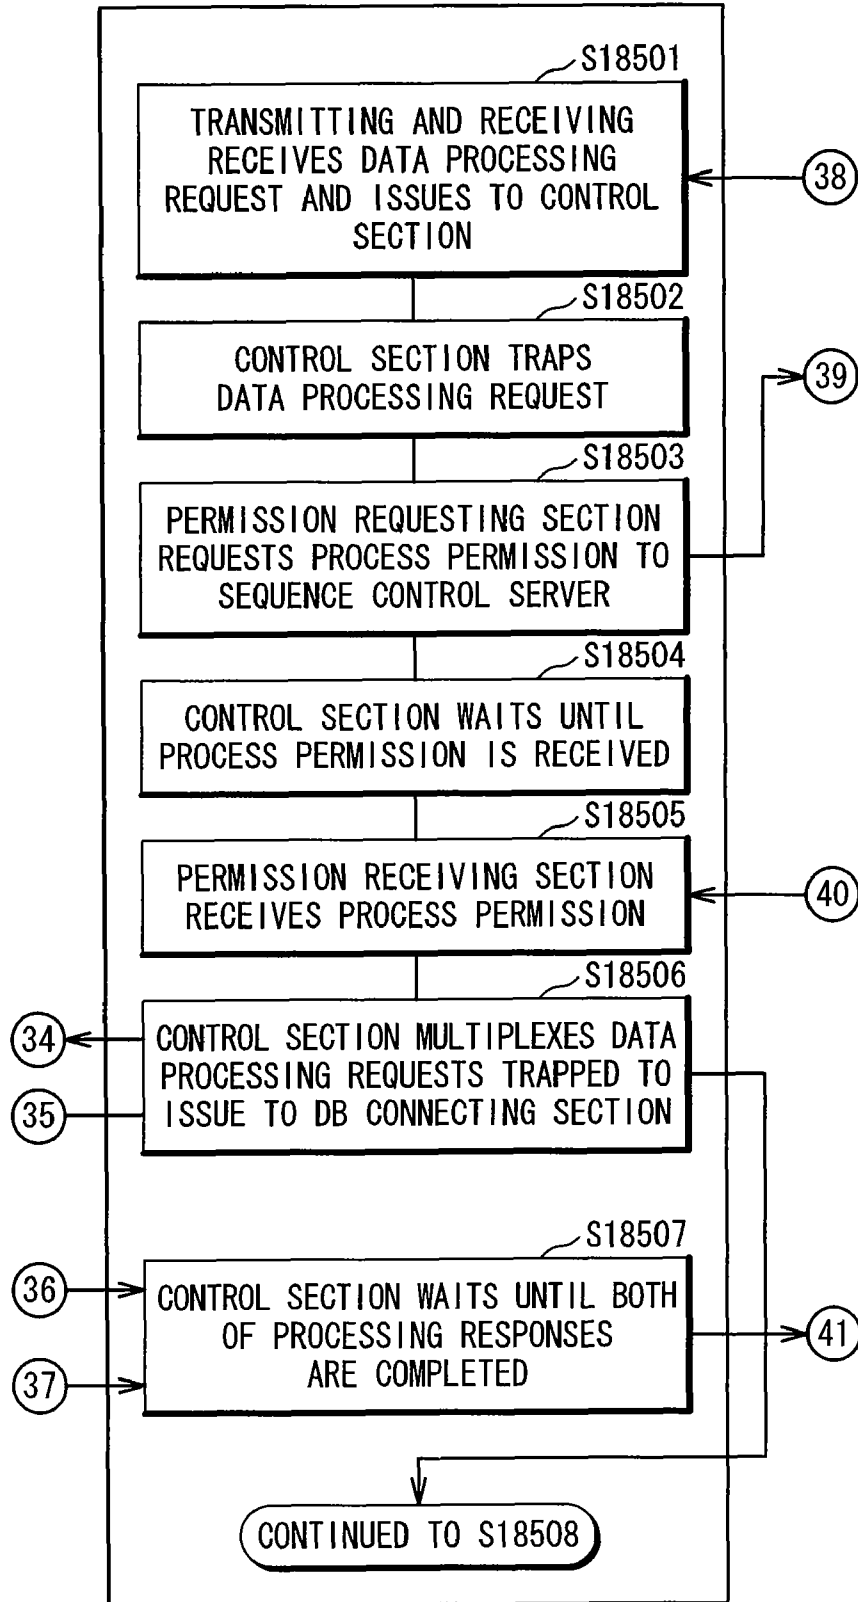 S18501
TRANSMITTING AND RECEIVING
RECEIVES DATA PROCESSING
REQUEST AND ISSUES TO CONTROL
SECTION
38
S18502
CONTROL SECTION TRAPS
DATA PROCESSING REQUEST
39
S18503
PERMISSION REQUESTING SECTION
REQUESTS PROCESS PERMISSION TO
SEQUENCE CONTROL SERVER
S18504
CONTROL SECTION WAITS UNTIL
PROCESS PERMISSION IS RECEIVED
S18505
PERMISSION RECEIVING SECTION
RECEIVES PROCESS PERMISSION
40
S18506
34
CONTROL SECTION MULTIPLEXES DATA
PROCESSING REQUESTS TRAPPED TO
ISSUE TO DB CONNECTING SECTION
35
S18507
36
CONTROL SECTION WAITS UNTIL BOTH
OF PROCESSING RESPONSES
ARE COMPLETED
41
37
CONTINUED TO S18508